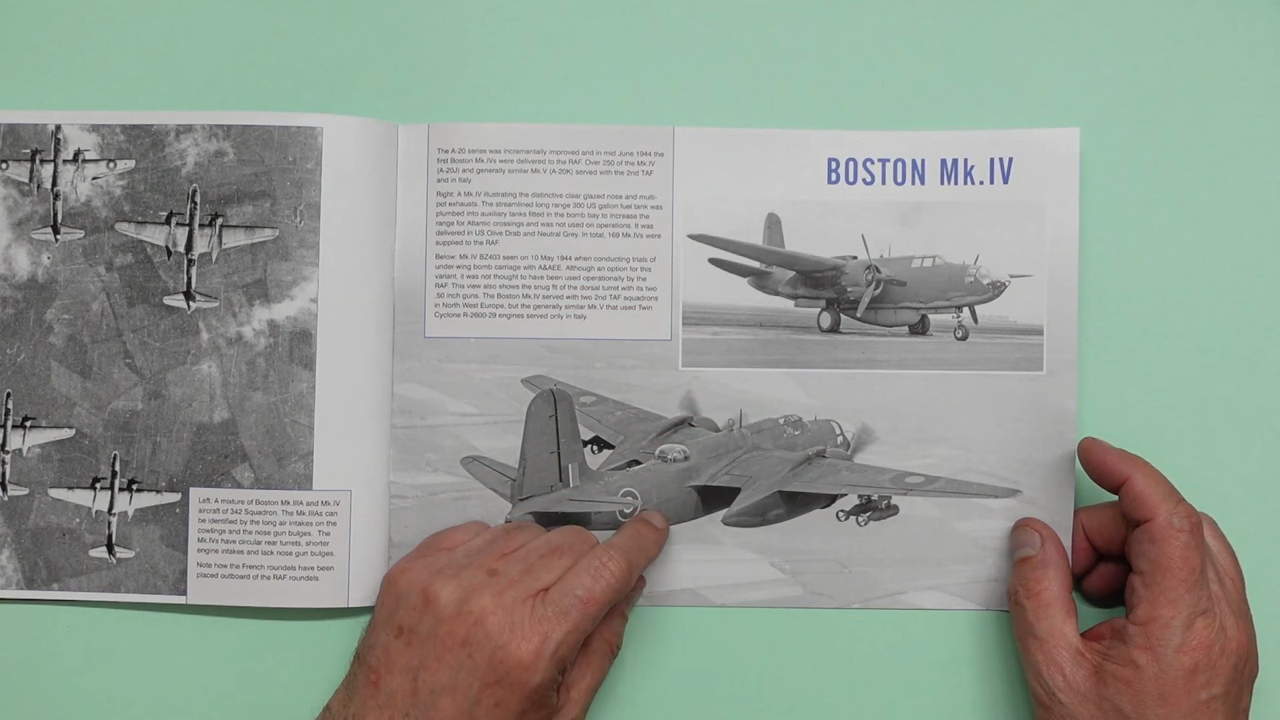 Left: A mixture of Boston Mk.IIIA and Mk.IV
aircraft of 342 Squadron. The Mk.IIIAs can
be identified by the long air intakes on the
cowlings and the nose gun bulges. The
Mk.IVs have circular rear turrets, shorter
engine intakes and lack nose gun bulges.
Note how the French roundels have been
placed outboard of the RAF roundels.
The A-20 series was incrementally improved and in mid June 1944 the
first Boston Mk.IVs were delivered to the RAF. Over 250 of the Mk.IV
(A-20J) and generally similar Mk.V (A-20K) served with the 2nd TAF
and in Italy.
Right: A Mk.IV illustrating the distinctive clear glazed nose and multi-
pot exhausts. The streamlined long range 300 US gallon fuel tank was
plumbed into auxiliary tanks fitted in the bomb bay to increase the
range for Atlantic crossings and was not used on operations. It was
delivered in US Olive Drab and Neutral Grey. In total, 169 Mk.IVs were
supplied to the RAF.
Below: Mk.IV BZ403 seen on 10 May 1944 when conducting trials of
under-wing bomb carriage with A&AEE. Although an option for this
variant, it was not thought to have been used operationally by the
RAF. This view also shows the snug fit of the dorsal turret with its two
.50 inch guns. The Boston Mk.IV served with two 2nd TAF squadrons
in North West Europe, but the generally similar Mk.V that used Twin
Cyclone R-2600-29 engines served only in Italy.
BOSTON Mk.IV